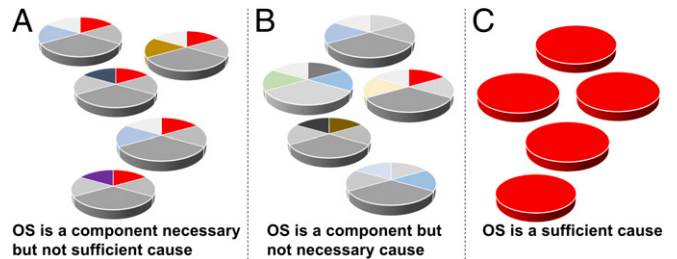 A
B
C
OS is a component necessary
but not sufficient cause
OS is a component but
not necessary cause
OS is a sufficient cause